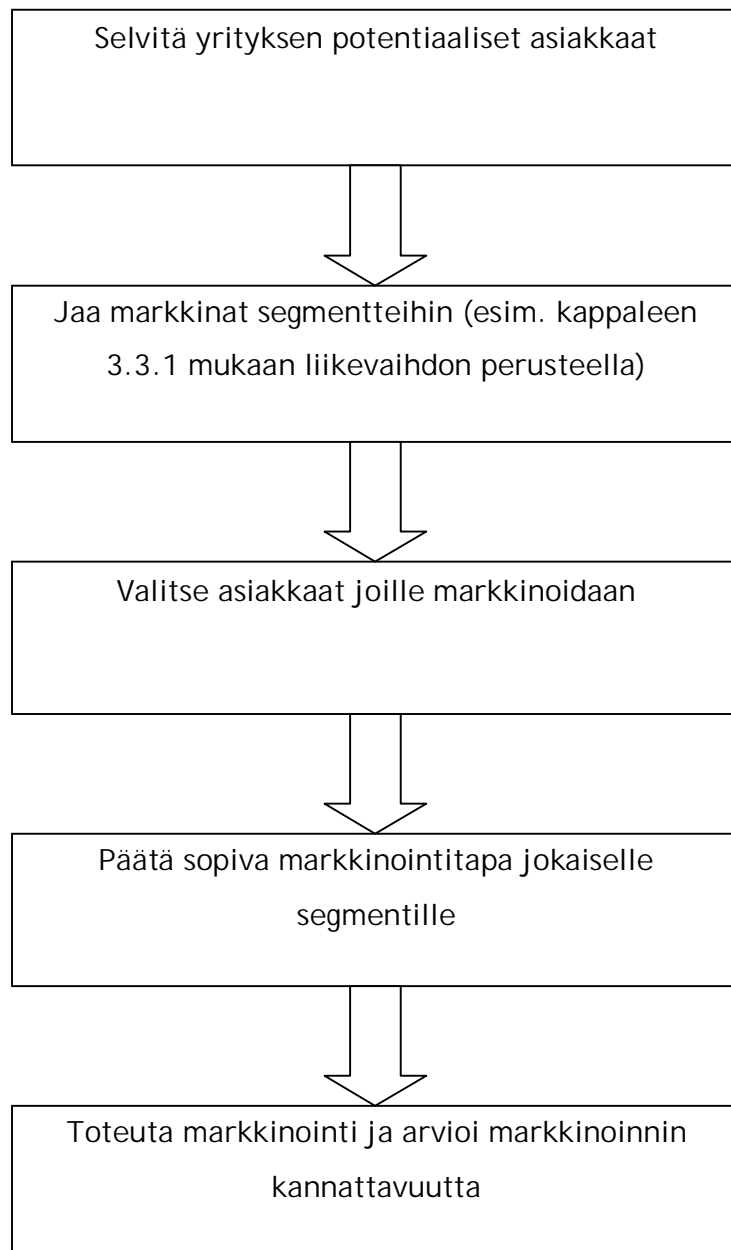 Selvitä yrityksen potentiaaliset asiakkaat
Jaa markkinat segmentteihin (esim. kappaleen
3.3.1 mukaan liikevaihdon perusteella)
Valitse asiakkaat joille markkinoidaan
Päätä sopiva markkinointitapa jokaiselle
segmentille
Toteuta markkinointi ja arvioi markkinoinnin
kannattavuutta